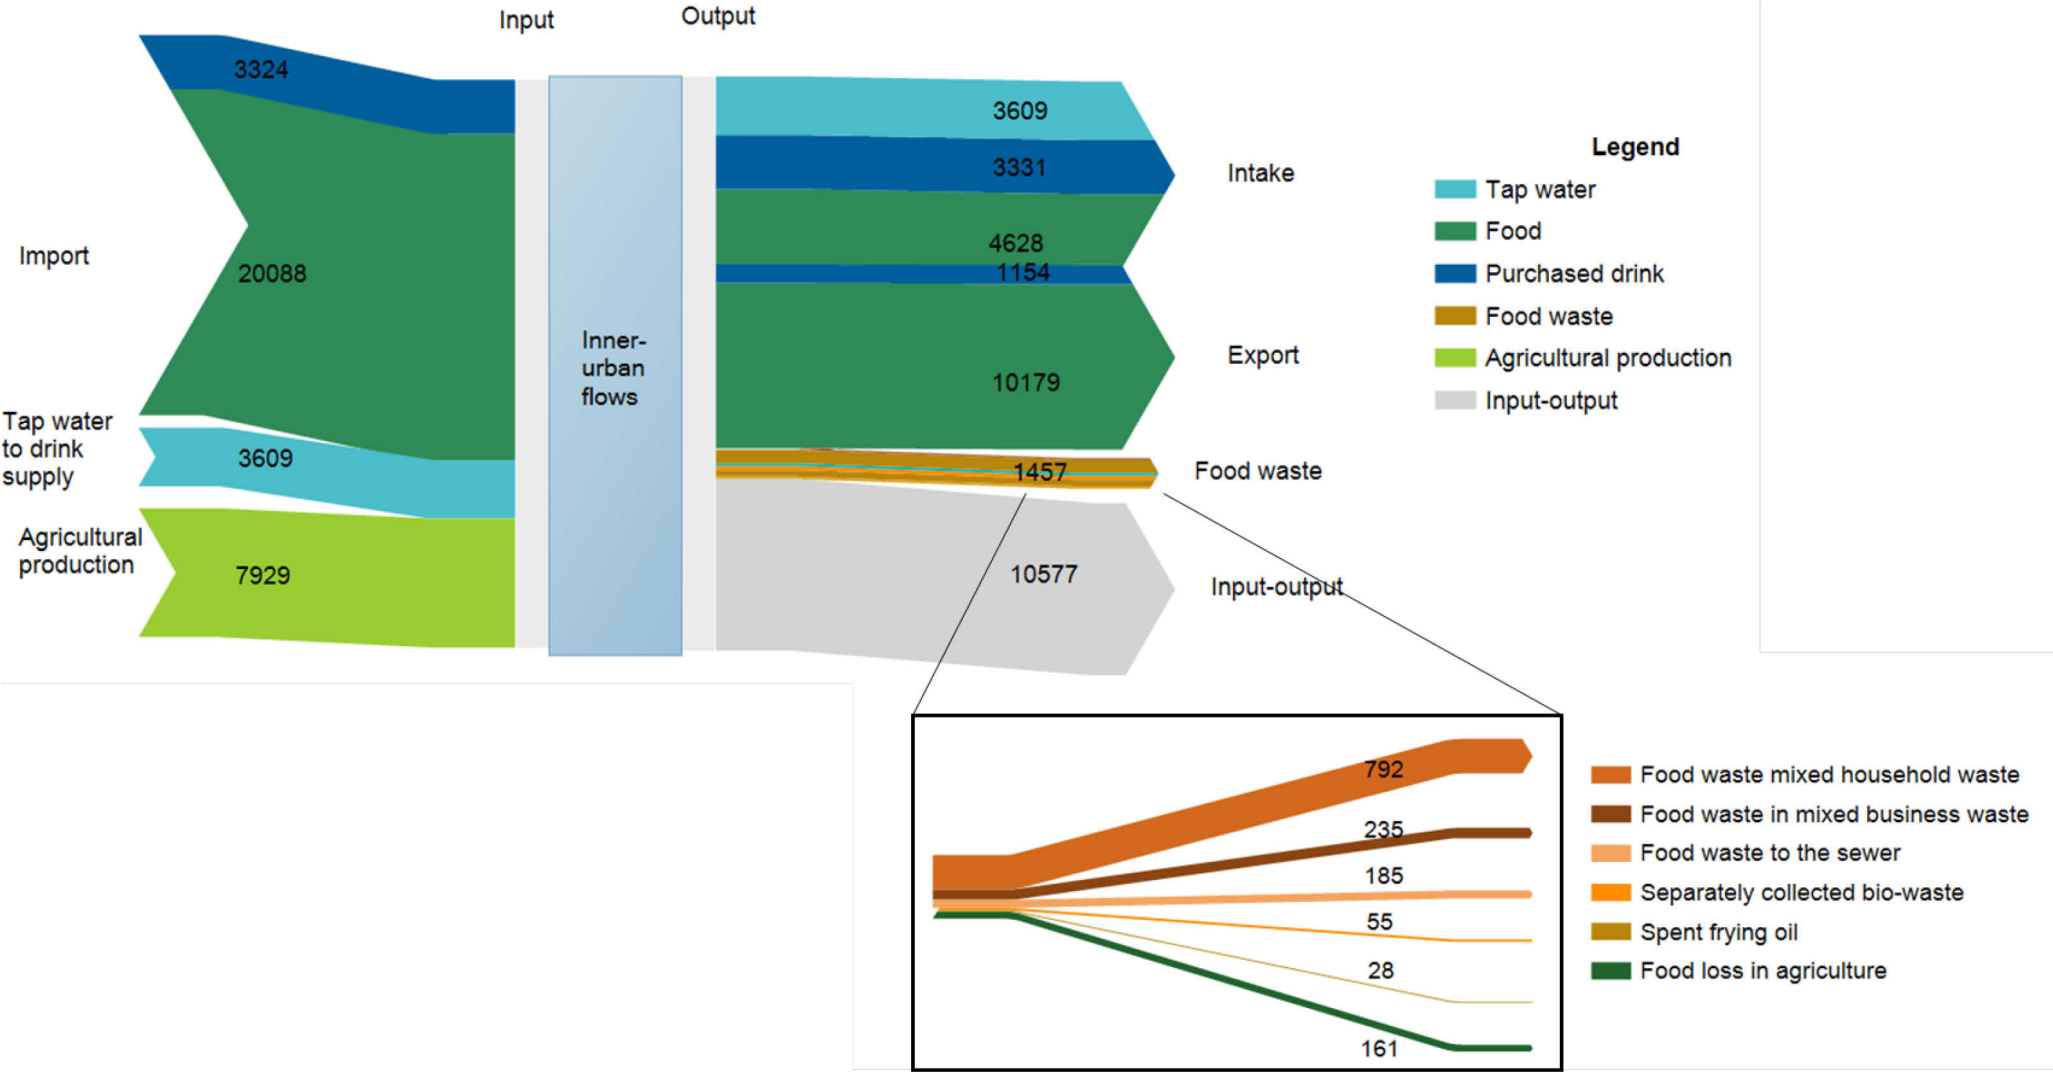 Input
Output
3324
20088
Import
Tap water
to drink
supply
3609
Agricultural
production
7929
Inner-
urban
flows
3609
3331
4628
1154
10179
1457
10577
Intake
Export
Food waste
Input-output
Legend
Tap water
Food
Purchased drink
Food waste
Agricultural production
Input-output
792
235
185
55
28
161
Food waste mixed household waste
Food waste in mixed business waste
Food waste to the sewer
Separately collected bio-waste
Spent frying oil
Food loss in agriculture